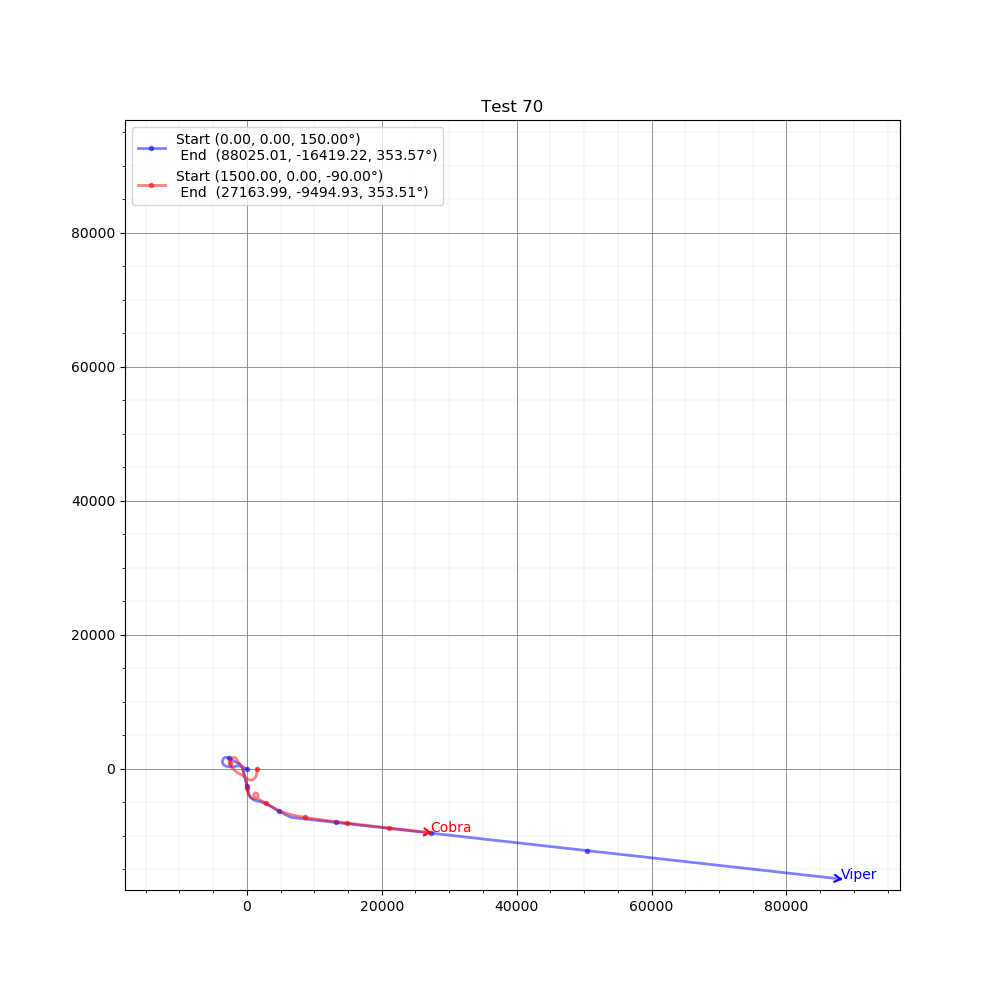 Test 70
Start (0.00, 0.00, 150.00°)
End  (88025.01, -16419.22, 353.57°)
Start (1500.00, 0.00, -90.00°)
End  (27163.99, -9494.93, 353.51°)
80000
60000
40000
20000
0
Cobra
Viper
0 20000 40000 60000 80000